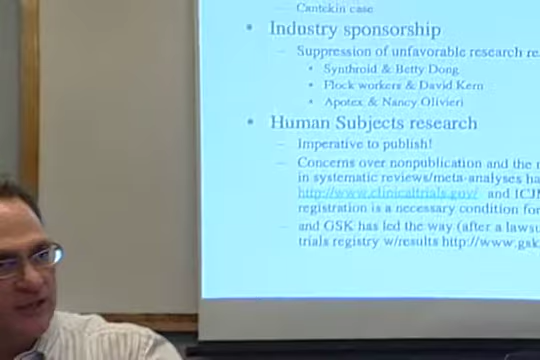 – Cantekin case
• Industry sponsorship
– Suppression of unfavorable research re
• Synthroid & Betty Dong
• Flock workers & David Kern
• Apotex & Nancy Olivieri
• Human Subjects research
– Imperative to publish!
– Concerns over nonpublication and the
in systematic reviews/meta-analyses ha
http://www.clinicaltrials.gov/ and ICJM
registration is a necessary condition for
– and GSK has led the way (after a lawsu
trials registry w/results http://www.gsk